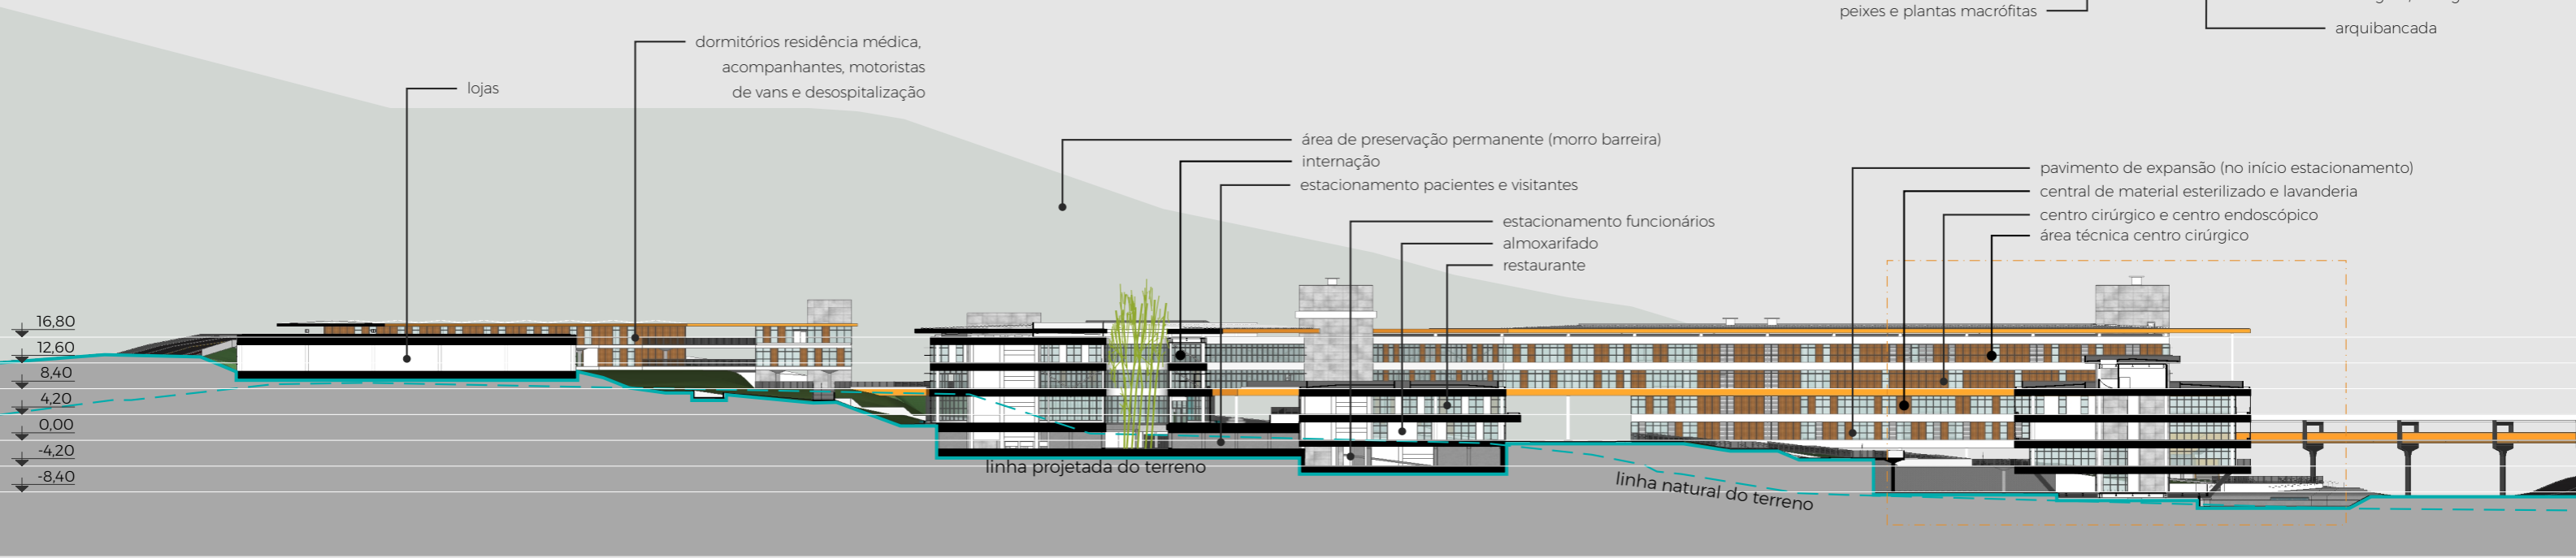 peixes e plantas macrófitas
arquibancada
dormitórios residência médica,
acompanhantes, motoristas
de vans e desospitalização
lojas
área de preservação permanente (morro barreira)
internação
estacionamento pacientes e visitantes
estacionamento funcionários
almoxarifado
restaurante
pavimento de expansão (no início estacionamento)
central de material esterilizado e lavanderia
centro cirúrgico e centro endoscópico
área técnica centro cirúrgico
16,80
12,60
8,40
4,20
0,00
-4,20
-8,40
linha projetada do terreno
linha natural do terreno